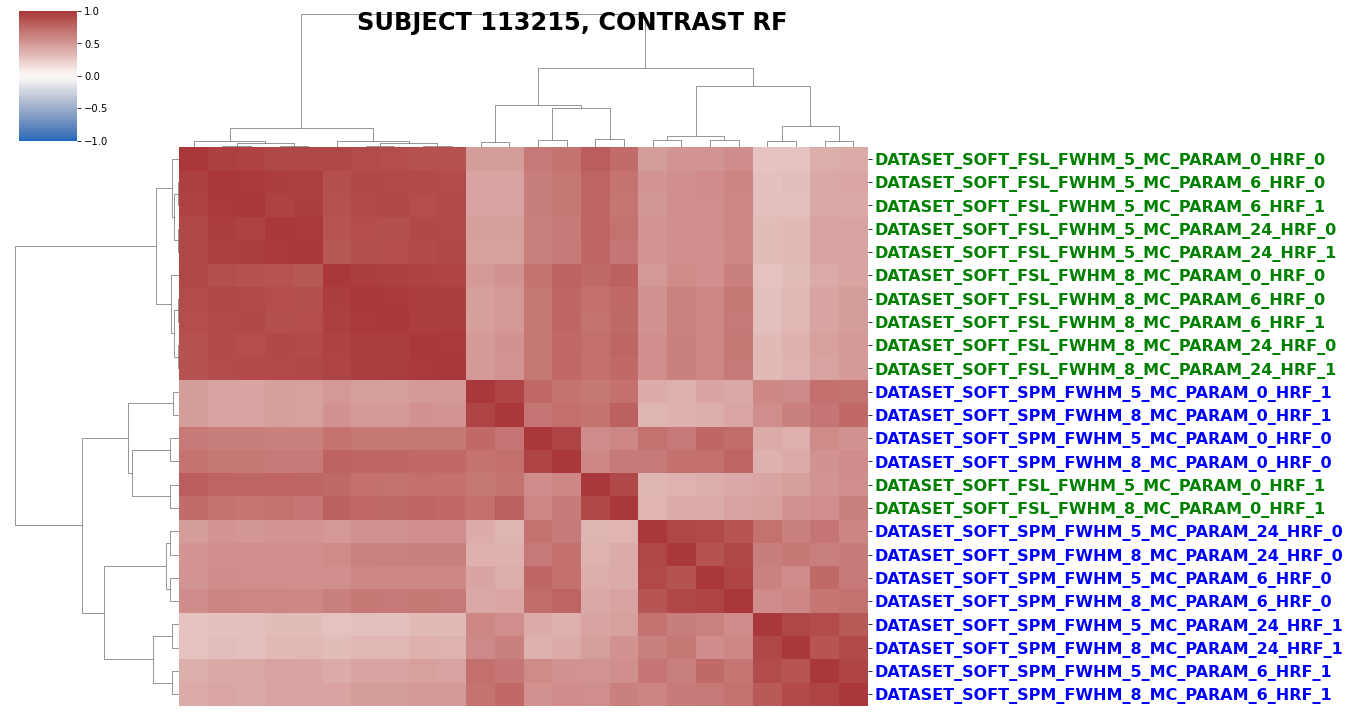 SUBJECT 113215, CONTRAST RF
1.0
0.5
0.0
−0.5
−1.0
DATASET_SOFT_FSL_FWHM_5_MC_PARAM_0_HRF_0
DATASET_SOFT_FSL_FWHM_5_MC_PARAM_6_HRF_0
DATASET_SOFT_FSL_FWHM_5_MC_PARAM_6_HRF_1
DATASET_SOFT_FSL_FWHM_5_MC_PARAM_24_HRF_0
DATASET_SOFT_FSL_FWHM_5_MC_PARAM_24_HRF_1
DATASET_SOFT_FSL_FWHM_8_MC_PARAM_0_HRF_0
DATASET_SOFT_FSL_FWHM_8_MC_PARAM_6_HRF_0
DATASET_SOFT_FSL_FWHM_8_MC_PARAM_6_HRF_1
DATASET_SOFT_FSL_FWHM_8_MC_PARAM_24_HRF_0
DATASET_SOFT_FSL_FWHM_8_MC_PARAM_24_HRF_1
DATASET_SOFT_SPM_FWHM_5_MC_PARAM_0_HRF_1
DATASET_SOFT_SPM_FWHM_8_MC_PARAM_0_HRF_1
DATASET_SOFT_SPM_FWHM_5_MC_PARAM_0_HRF_0
DATASET_SOFT_SPM_FWHM_8_MC_PARAM_0_HRF_0
DATASET_SOFT_FSL_FWHM_5_MC_PARAM_0_HRF_1
DATASET_SOFT_FSL_FWHM_8_MC_PARAM_0_HRF_1
DATASET_SOFT_SPM_FWHM_5_MC_PARAM_24_HRF_0
DATASET_SOFT_SPM_FWHM_8_MC_PARAM_24_HRF_0
DATASET_SOFT_SPM_FWHM_5_MC_PARAM_6_HRF_0
DATASET_SOFT_SPM_FWHM_8_MC_PARAM_6_HRF_0
DATASET_SOFT_SPM_FWHM_5_MC_PARAM_24_HRF_1
DATASET_SOFT_SPM_FWHM_8_MC_PARAM_24_HRF_1
DATASET_SOFT_SPM_FWHM_5_MC_PARAM_6_HRF_1
DATASET_SOFT_SPM_FWHM_8_MC_PARAM_6_HRF_1